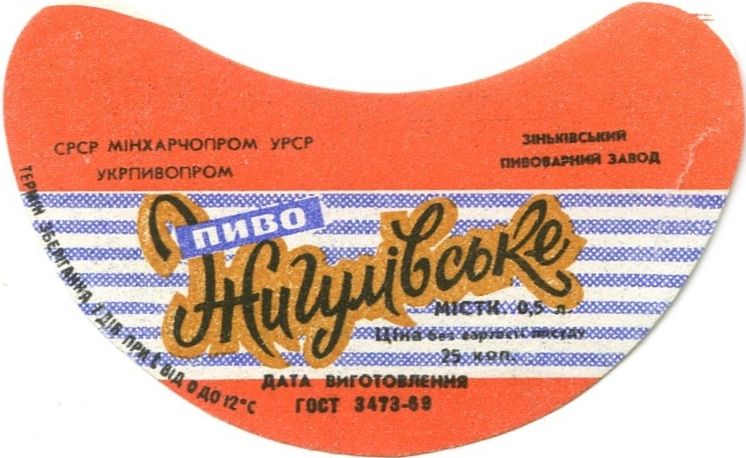 СРСР МІНХАРЧОПРОМ УРСР
УКРПИВОПРОМ
ЗІНЬКІВСЬКИЙ
ПИВОВАРНИЙ ЗАВОД
ПИВО
Жигулівське
МІСТК. 0,5 л.
Ціна без вартості посуду
25 коп.
ТЕРМІН ЗБЕРІГАННЯ 7 ДІБ ПРИ t ВІД 0 ДО 12°С
ДАТА ВИГОТОВЛЕННЯ
ГОСТ 3473-69